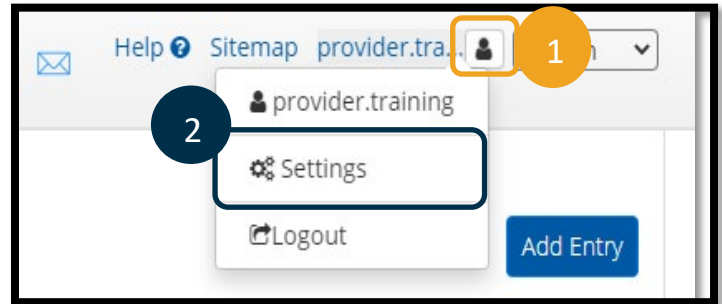 Help Sitemap provider.tra... 1
provider.training
2
Settings
Logout
Add Entry